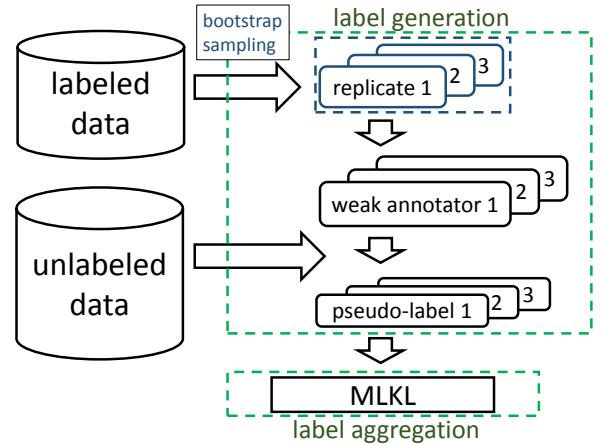 label generation
bootstrap
sampling
labeled
data
replicate 1
2
3
weak annotator 1
2
3
unlabeled
data
pseudo-label 1
2
3
MLKL
label aggregation